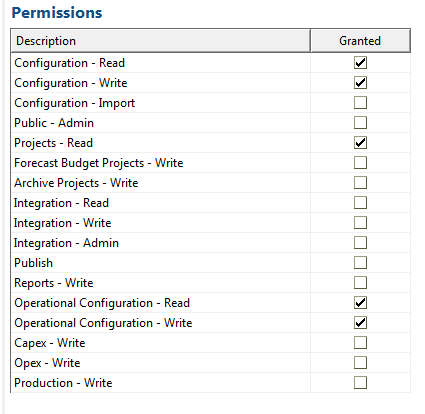 Permissions
Description Granted
Configuration - Read
Configuration - Write
Configuration - Import
Public - Admin
Projects - Read
Forecast Budget Projects - Write
Archive Projects - Write
Integration - Read
Integration - Write
Integration - Admin
Publish
Reports - Write
Operational Configuration - Read
Operational Configuration - Write
Capex - Write
Opex - Write
Production - Write